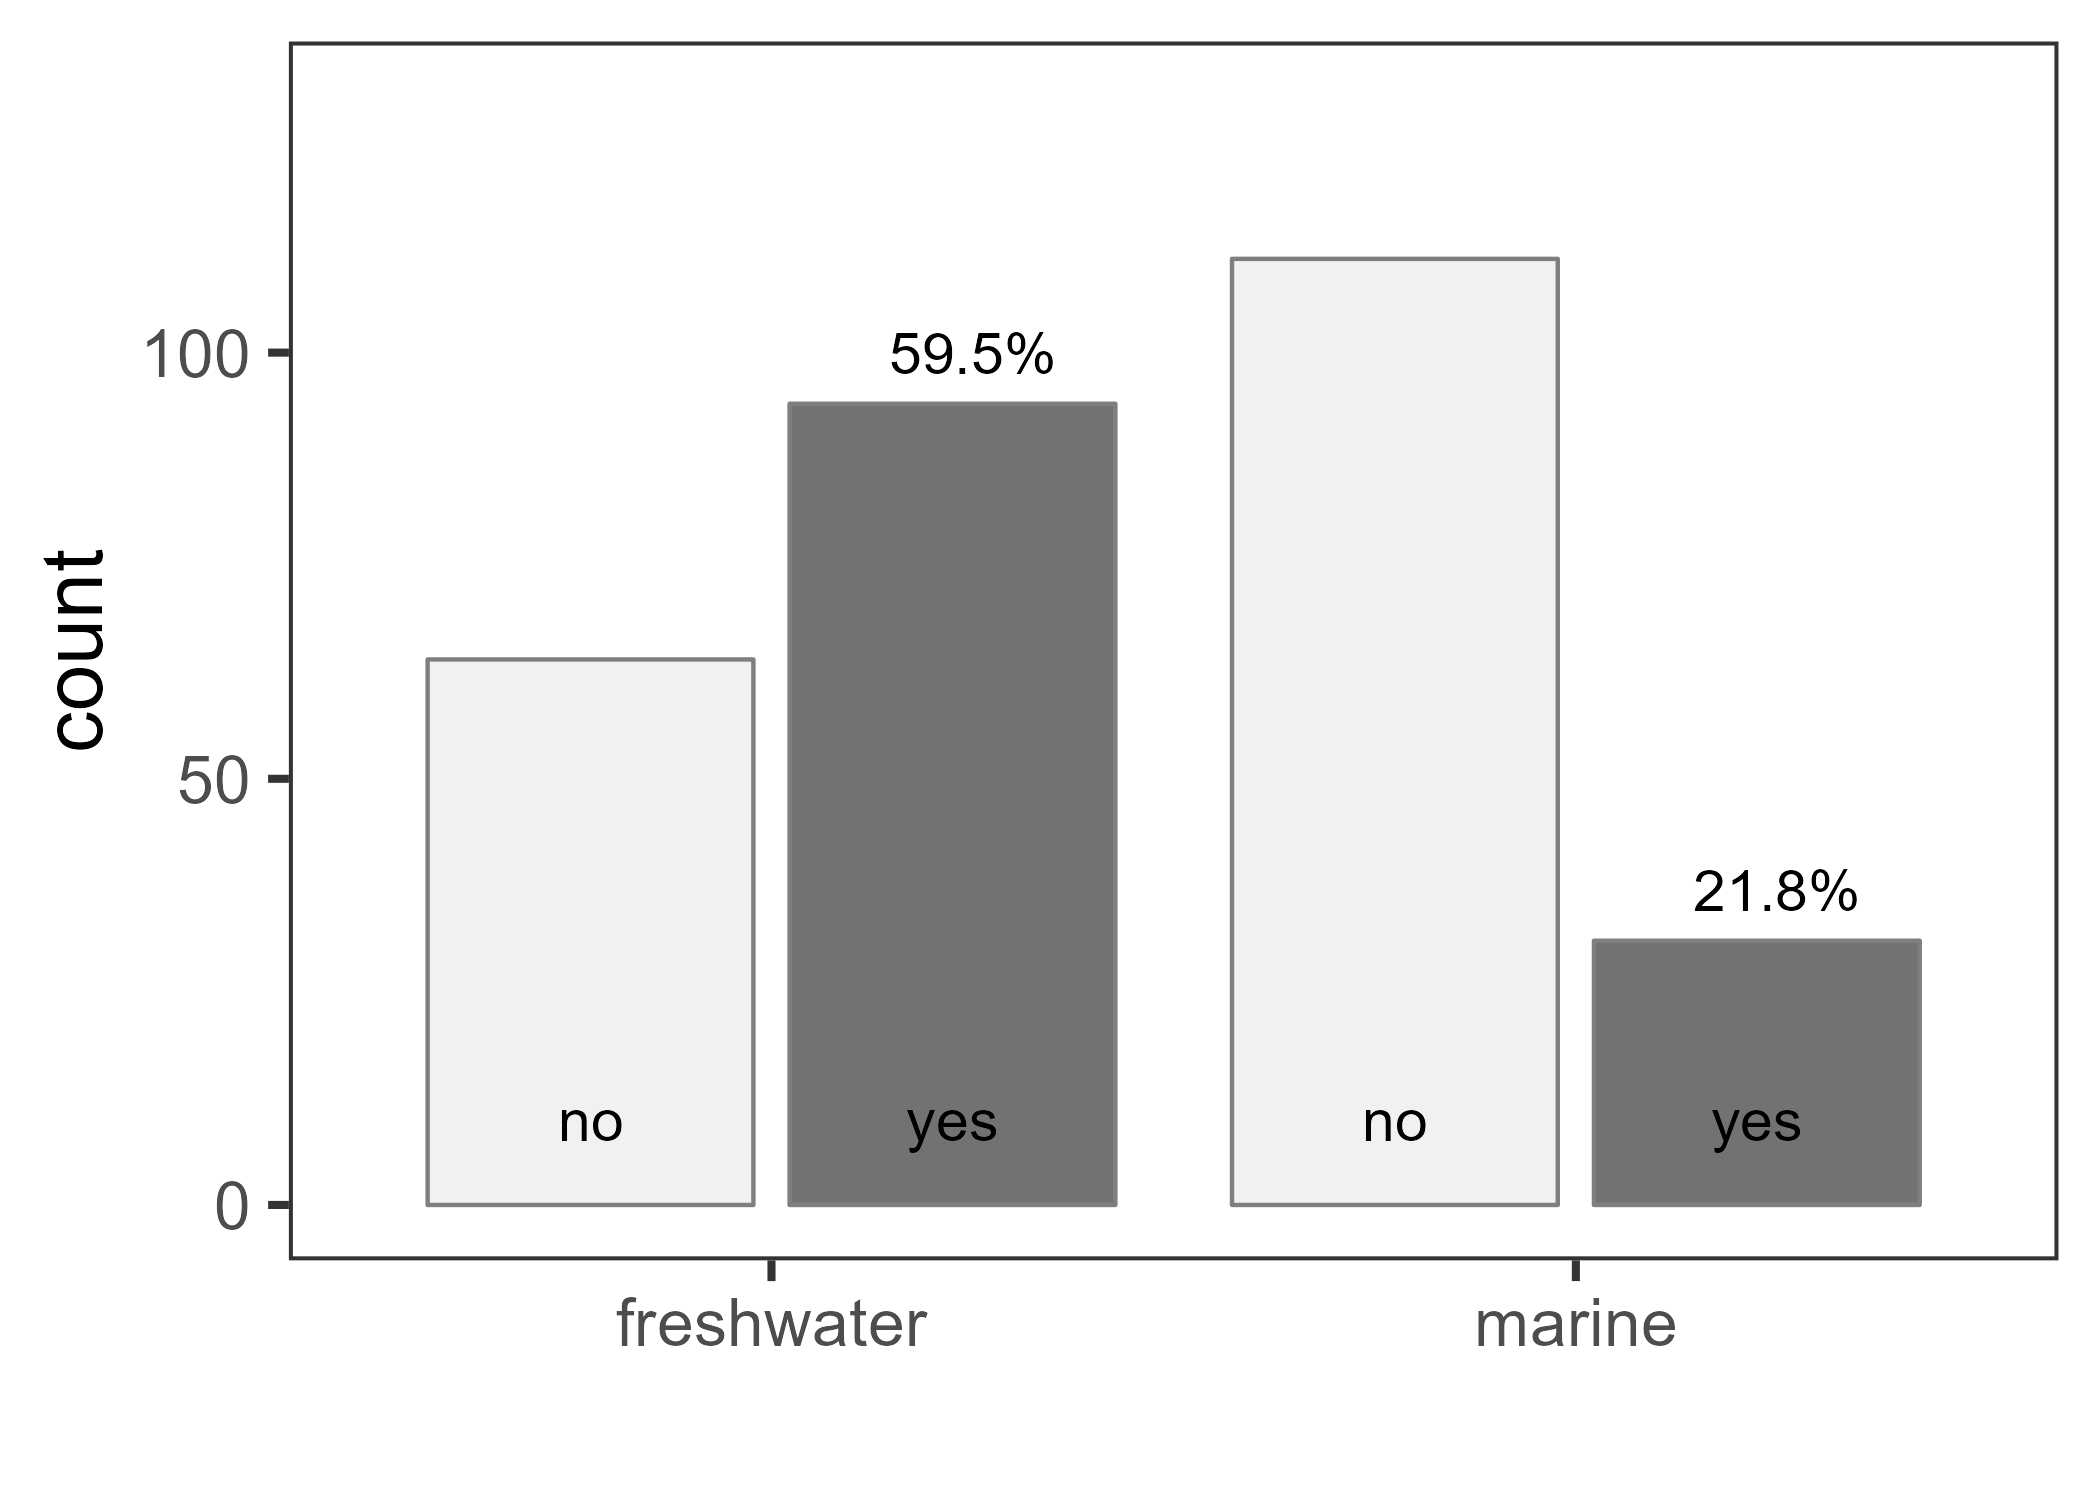 count
100
50
0
59.5%
21.8%
no
yes
no
yes
freshwater
marine